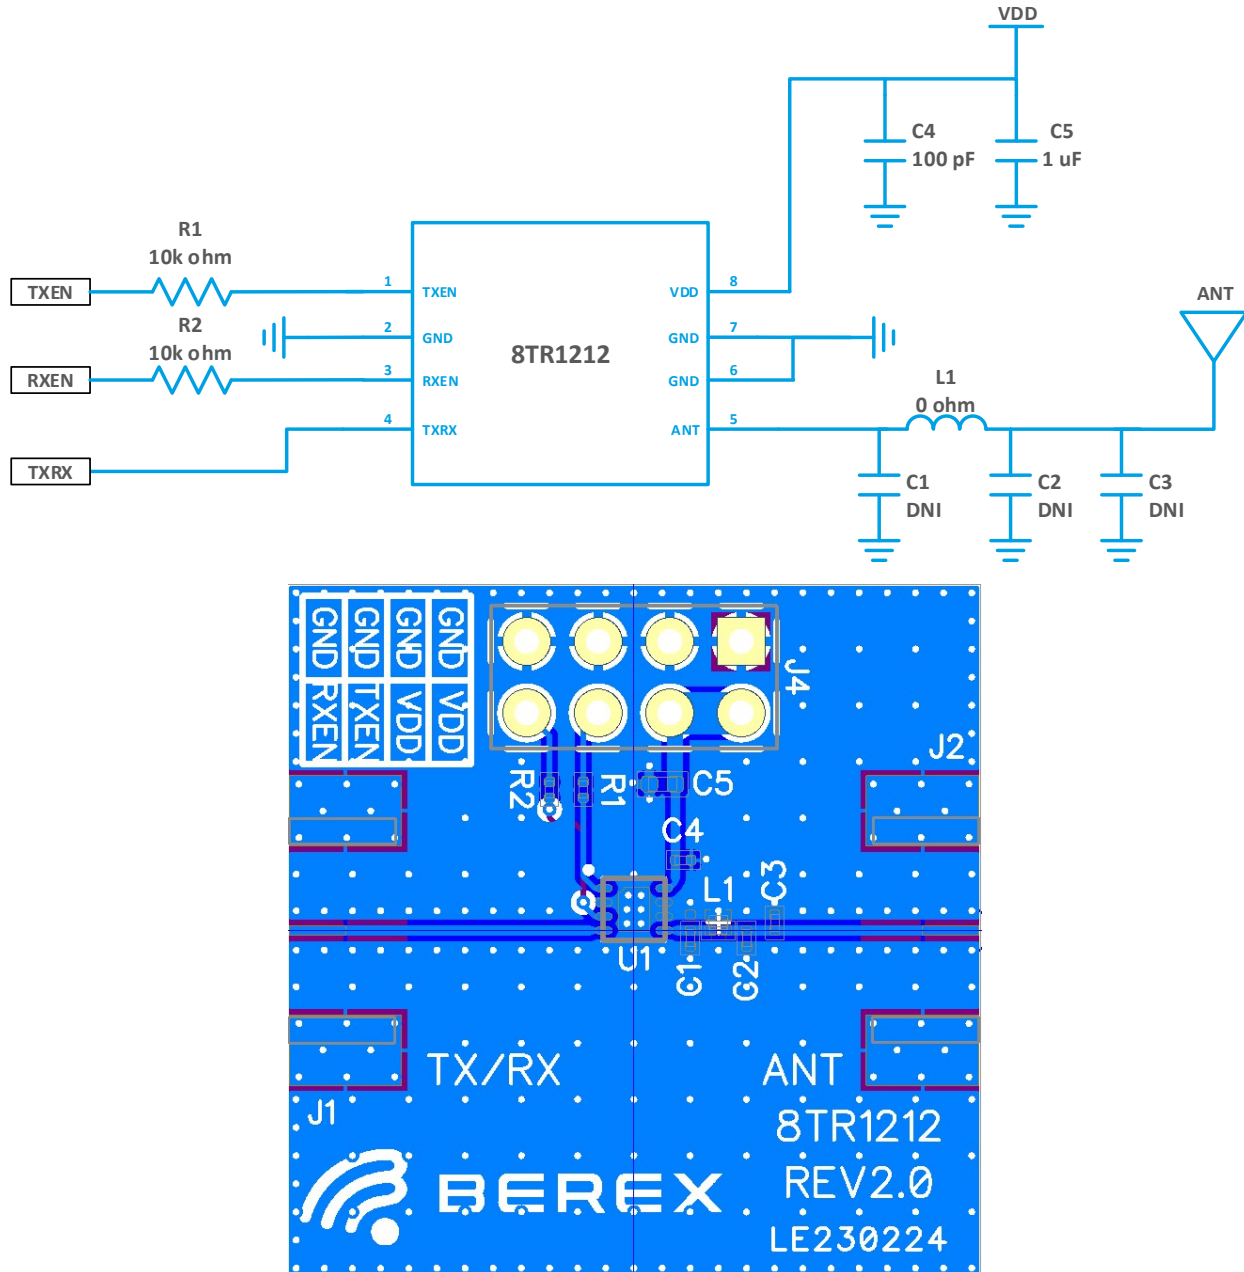 VDD
C4
100 pF
C5
1 uF
R1
10k ohm
TXEN
1
TXEN
VDD
8
ANT
R2
10k ohm
2
GND
8TR1212
GND
7
RXEN
3
RXEN
GND
6
L1
0 ohm
4
TXRX
ANT
5
TXRX
C1
DNI
C2
DNI
C3
DNI
GND
GND
GND
GND
RXEN
TXEN
VDD
VDD
J4
J2
R2
R1
C5
C4
L1
C3
U1
C1
C2
TX/RX
ANT
J1
8TR1212
REV2.0
BEREX
LE230224